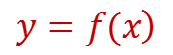 y = f(x)